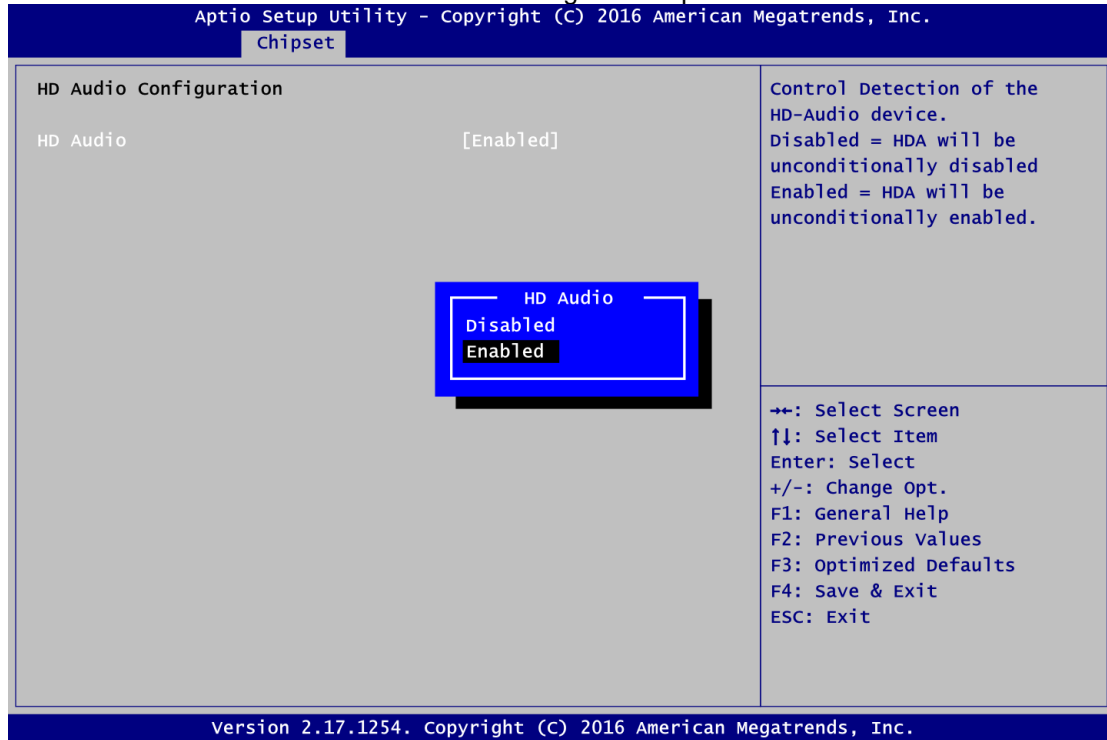 Aptio Setup Utility - Copyright (C) 2016 American Megatrends, Inc.
Chipset
HD Audio Configuration
HD Audio [Enabled]
HD Audio
Disabled
Enabled
Control Detection of the
HD-Audio device.
Disabled = HDA will be
unconditionally disabled
Enabled = HDA will be
unconditionally enabled.
→←: Select Screen
↑↓: Select Item
Enter: Select
+/-: Change Opt.
F1: General Help
F2: Previous Values
F3: Optimized Defaults
F4: Save & Exit
ESC: Exit
Version 2.17.1254. Copyright (C) 2016 American Megatrends, Inc.